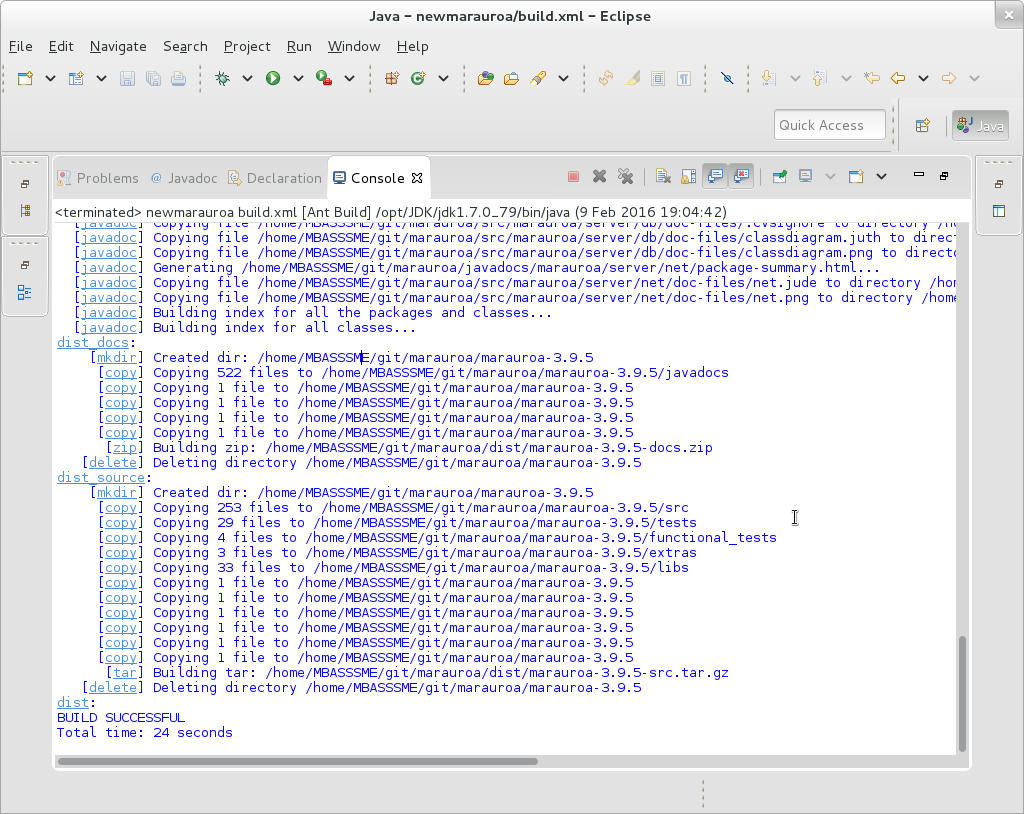 Java – newmarauroa/build.xml – Eclipse
File Edit Navigate Search Project Run Window Help
Quick Access
Java
Problems @ Javadoc Declaration Console
<terminated> newmarauroa build.xml [Ant Build] /opt/JDK/jdk1.7.0_79/bin/java (9 Feb 2016 19:04:42)
[javadoc] Copying file /home/MBASSSME/git/marauroa/src/marauroa/server/db/doc-files/.cvsignore to directory
[javadoc] Copying file /home/MBASSSME/git/marauroa/src/marauroa/server/db/doc-files/classdiagram.juth to direct
[javadoc] Copying file /home/MBASSSME/git/marauroa/src/marauroa/server/db/doc-files/classdiagram.png to directo
[javadoc] Generating /home/MBASSSME/git/marauroa/javadocs/marauroa/server/net/package-summary.html...
[javadoc] Copying file /home/MBASSSME/git/marauroa/src/marauroa/server/net/doc-files/net.jude to directory /hom
[javadoc] Copying file /home/MBASSSME/git/marauroa/src/marauroa/server/net/doc-files/net.png to directory /home
[javadoc] Building index for all the packages and classes...
[javadoc] Building index for all classes...
dist_docs:
[mkdir] Created dir: /home/MBASSSME/git/marauroa/marauroa-3.9.5
[copy] Copying 522 files to /home/MBASSSME/git/marauroa/marauroa-3.9.5/javadocs
[copy] Copying 1 file to /home/MBASSSME/git/marauroa/marauroa-3.9.5
[copy] Copying 1 file to /home/MBASSSME/git/marauroa/marauroa-3.9.5
[copy] Copying 1 file to /home/MBASSSME/git/marauroa/marauroa-3.9.5
[copy] Copying 1 file to /home/MBASSSME/git/marauroa/marauroa-3.9.5
[zip] Building zip: /home/MBASSSME/git/marauroa/dist/marauroa-3.9.5-docs.zip
[delete] Deleting directory /home/MBASSSME/git/marauroa/marauroa-3.9.5
dist_source:
[mkdir] Created dir: /home/MBASSSME/git/marauroa/marauroa-3.9.5
[copy] Copying 253 files to /home/MBASSSME/git/marauroa/marauroa-3.9.5/src
[copy] Copying 29 files to /home/MBASSSME/git/marauroa/marauroa-3.9.5/tests
[copy] Copying 4 files to /home/MBASSSME/git/marauroa/marauroa-3.9.5/functional_tests
[copy] Copying 3 files to /home/MBASSSME/git/marauroa/marauroa-3.9.5/extras
[copy] Copying 33 files to /home/MBASSSME/git/marauroa/marauroa-3.9.5/libs
[copy] Copying 1 file to /home/MBASSSME/git/marauroa/marauroa-3.9.5
[copy] Copying 1 file to /home/MBASSSME/git/marauroa/marauroa-3.9.5
[copy] Copying 1 file to /home/MBASSSME/git/marauroa/marauroa-3.9.5
[copy] Copying 1 file to /home/MBASSSME/git/marauroa/marauroa-3.9.5
[copy] Copying 1 file to /home/MBASSSME/git/marauroa/marauroa-3.9.5
[copy] Copying 1 file to /home/MBASSSME/git/marauroa/marauroa-3.9.5
[tar] Building tar: /home/MBASSSME/git/marauroa/dist/marauroa-3.9.5-src.tar.gz
[delete] Deleting directory /home/MBASSSME/git/marauroa/marauroa-3.9.5
dist:
BUILD SUCCESSFUL
Total time: 24 seconds